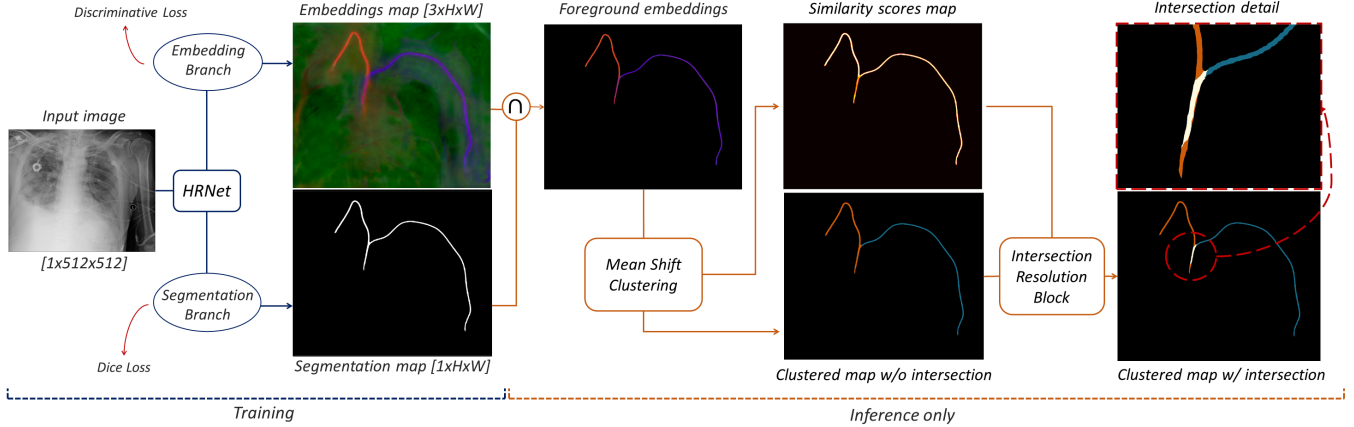 Discriminative Loss
Embeddings map [3xHxW]
Foreground embeddings
Similarity scores map
Intersection detail
Embedding
Branch
Input image
∩
HRNet
[1x512x512]
Mean Shift
Clustering
Intersection
Resolution
Block
Segmentation
Branch
Dice Loss
Segmentation map [1xHxW]
Clustered map w/o intersection
Clustered map w/ intersection
Training
Inference only